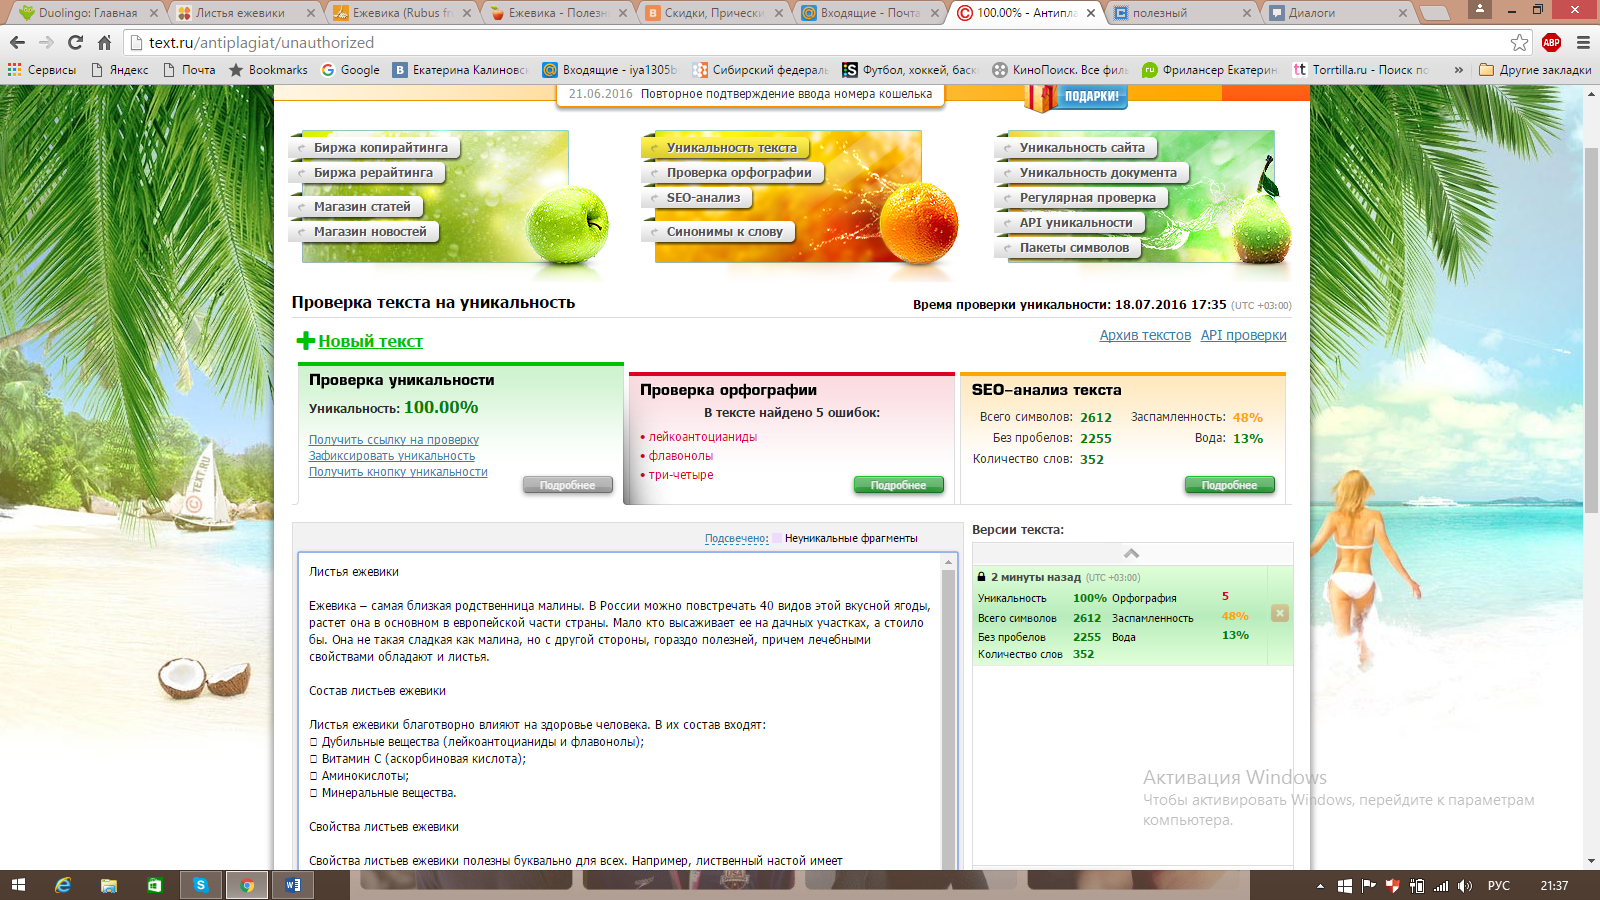 Duolingo: Главная
Листья ежевики
Ежевика (Rubus fr
Ежевика - Полезн
Скидки, Прически
Входящие - Почта
100.00% - Антипла
полезный
Диалоги
text.ru/antiplagiat/unauthorized
ABP
Сервисы
Яндекс
Почта
Bookmarks
Google
Екатерина Калиновс
Входящие - iya1305b
Сибирский федераль
Футбол, хоккей, баск
КиноПоиск. Все филь
Фрилансер Екатерин
Torrtilla.ru - Поиск по
»
Другие закладки
21.06.2016 Повторное подтверждение ввода номера кошелька
ПОДАРКИ!
Биржа копирайтинга
Биржа рерайтинга
Магазин статей
Магазин новостей
Уникальность текста
Проверка орфографии
SEO-анализ
Синонимы к слову
Уникальность сайта
Уникальность документа
Регулярная проверка
API уникальности
Пакеты символов
Проверка текста на уникальность
Время проверки уникальности: 18.07.2016 17:35 (UTC +03:00)
Новый текст
Архив текстов API проверки
Проверка уникальности
Уникальность: 100.00%
Получить ссылку на проверку
Зафиксировать уникальность
Получить кнопку уникальности
Подробнее
Проверка орфографии
В тексте найдено 5 ошибок:
• лейкоантоцианиды
• флавонолы
• три-четыре
Подробнее
SEO-анализ текста
Всего символов: 2612 Заспамленность: 48%
Без пробелов: 2255 Вода: 13%
Количество слов: 352
Подробнее
Подсвечено: Неуникальные фрагменты
Листья ежевики
Ежевика – самая близкая родственница малины. В России можно повстречать 40 видов этой вкусной ягоды,
растет она в основном в европейской части страны. Мало кто высаживает ее на дачных участках, а стоило
бы. Она не такая сладкая как малина, но с другой стороны, гораздо полезней, причем лечебными
свойствами обладают и листья.
Состав листьев ежевики
Листья ежевики благотворно влияют на здоровье человека. В их состав входят:
Дубильные вещества (лейкоантоцианиды и флавонолы);
Витамин С (аскорбиновая кислота);
Аминокислоты;
Минеральные вещества.
Свойства листьев ежевики
Свойства листьев ежевики полезны буквально для всех. Например, лиственный настой имеет
Версии текста:
2 минуты назад (UTC +03:00)
Уникальность 100% Орфография 5
Всего символов 2612 Заспамленность 48%
Без пробелов 2255 Вода 13%
Количество слов 352
© TEXT.RU
Активация Windows
Чтобы активировать Windows, перейдите к параметрам
компьютера.
РУС
21:37